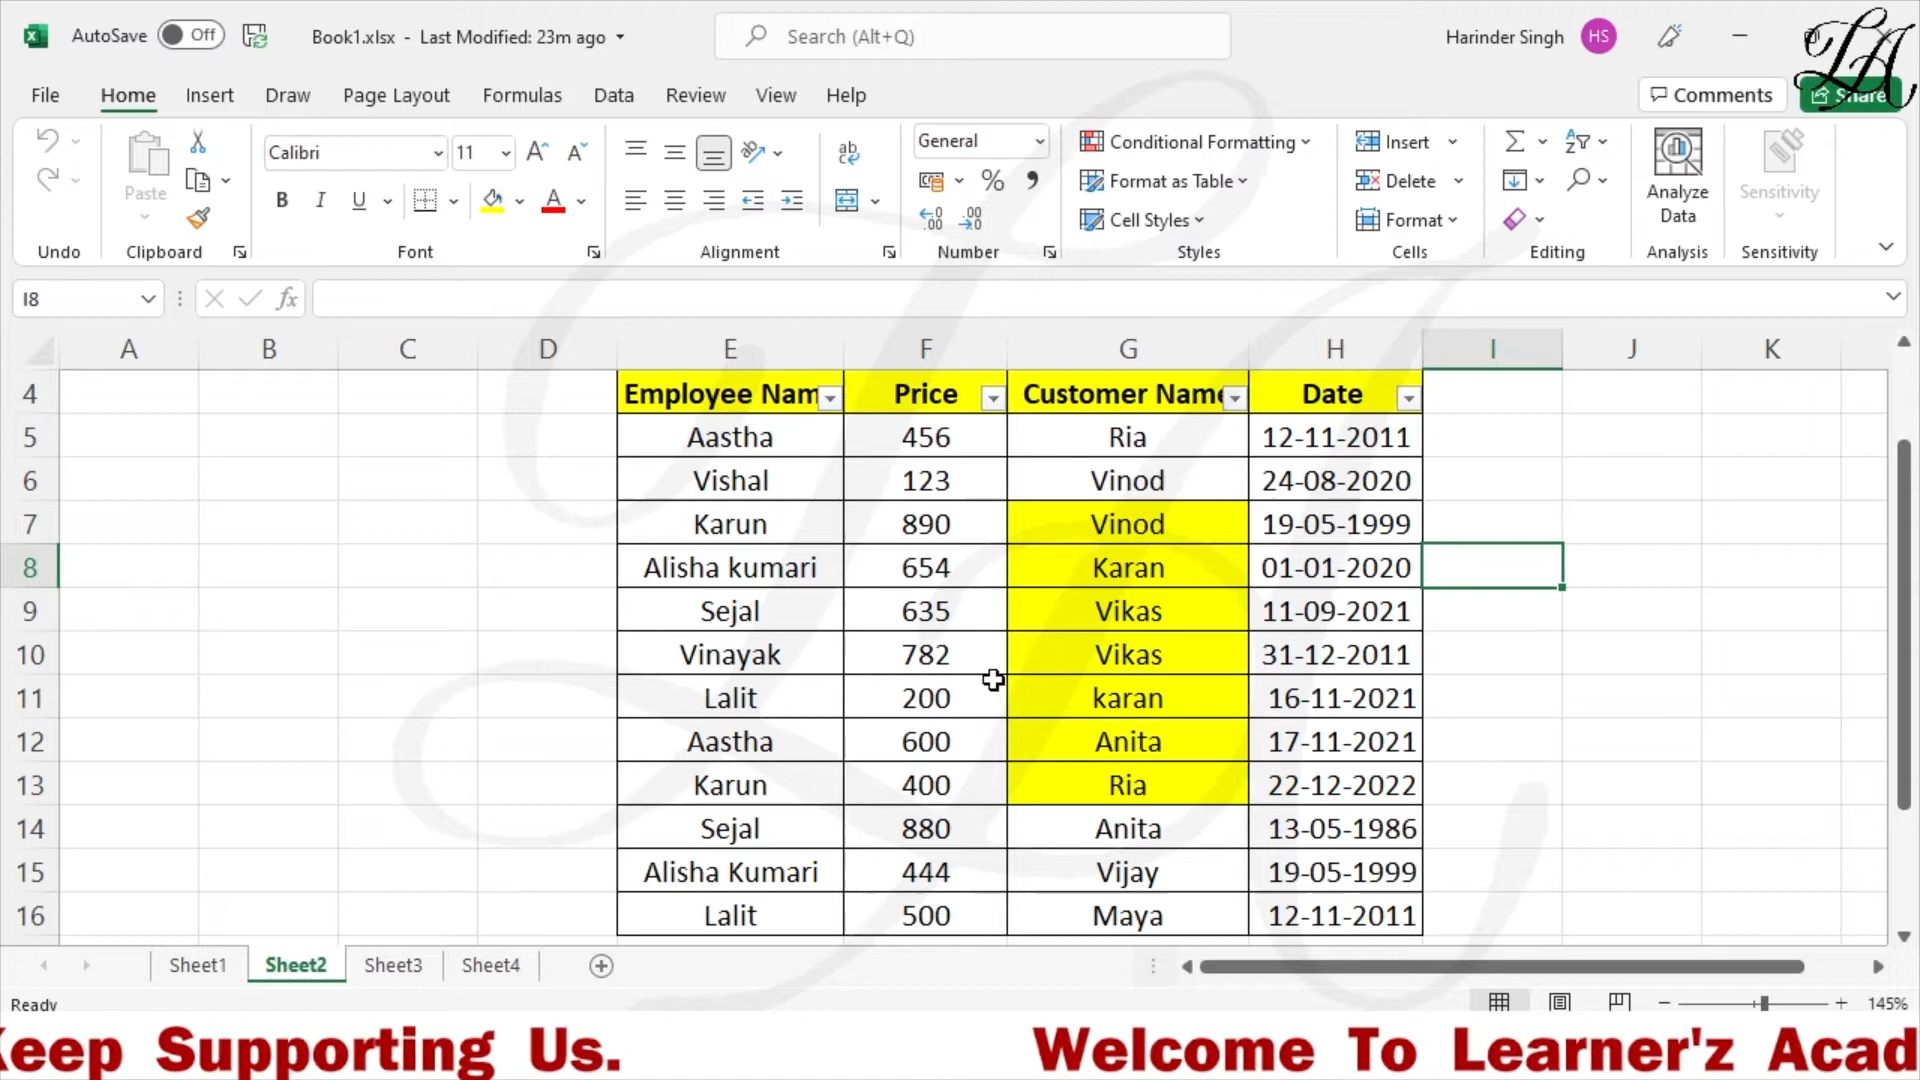 AutoSave Off Book1.xlsx - Last Modified: 23m ago Search (Alt+Q) Harinder Singh HS LA
File Home Insert Draw Page Layout Formulas Data Review View Help Comments Share
Paste Calibri 11 General Conditional Formatting Insert Analyze Data Sensitivity
Format as Table Delete
B I U A Cell Styles Format
Undo Clipboard Font Alignment Number Styles Cells Editing Analysis Sensitivity
I8 fx
A B C D E F G H I J K
4 Employee Nam Price Customer Name Date
5 Aastha 456 Ria 12-11-2011
6 Vishal 123 Vinod 24-08-2020
7 Karun 890 Vinod 19-05-1999
8 Alisha kumari 654 Karan 01-01-2020
9 Sejal 635 Vikas 11-09-2021
10 Vinayak 782 Vikas 31-12-2011
11 Lalit 200 karan 16-11-2021
12 Aastha 600 Anita 17-11-2021
13 Karun 400 Ria 22-12-2022
14 Sejal 880 Anita 13-05-1986
15 Alisha Kumari 444 Vijay 19-05-1999
16 Lalit 500 Maya 12-11-2011
Sheet1 Sheet2 Sheet3 Sheet4
Ready 145%
Keep Supporting Us. Welcome To Learner'z Acad